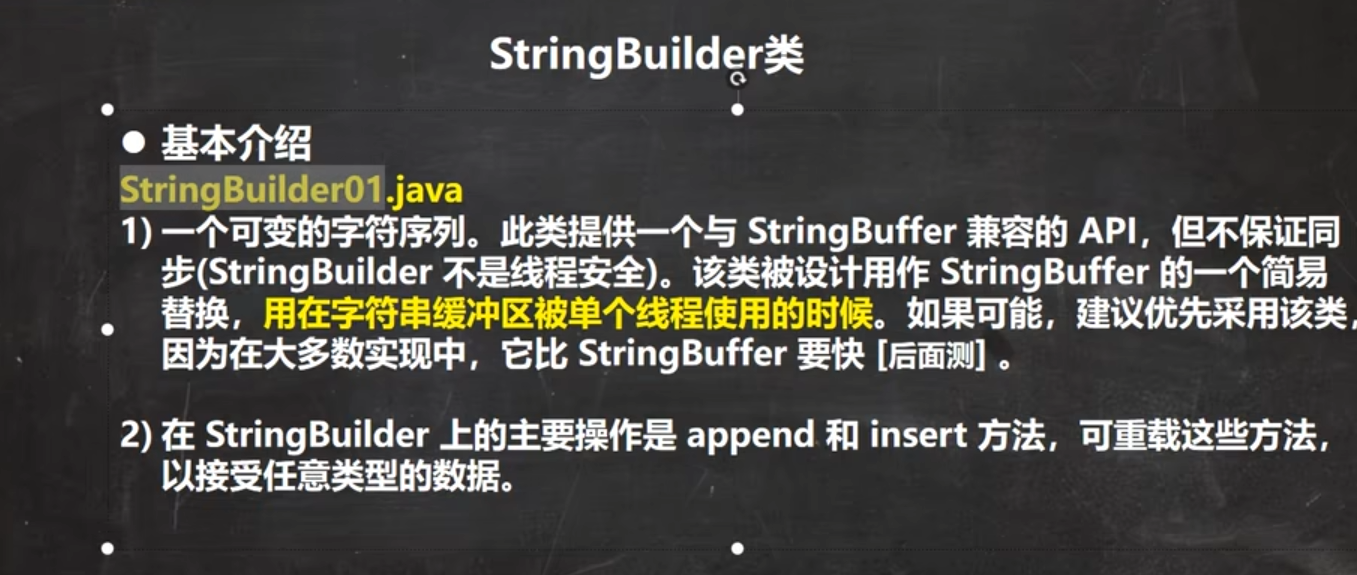 StringBuilder类
● 基本介绍
StringBuilder01.java
1) 一个可变的字符序列。此类提供一个与 StringBuffer 兼容的 API，但不保证同
步(StringBuilder 不是线程安全)。该类被设计用作 StringBuffer 的一个简易
替换，用在字符串缓冲区被单个线程使用的时候。如果可能，建议优先采用该类，
因为在大多数实现中，它比 StringBuffer 要快 [后面测] 。
2) 在 StringBuilder 上的主要操作是 append 和 insert 方法，可重载这些方法，
以接受任意类型的数据。